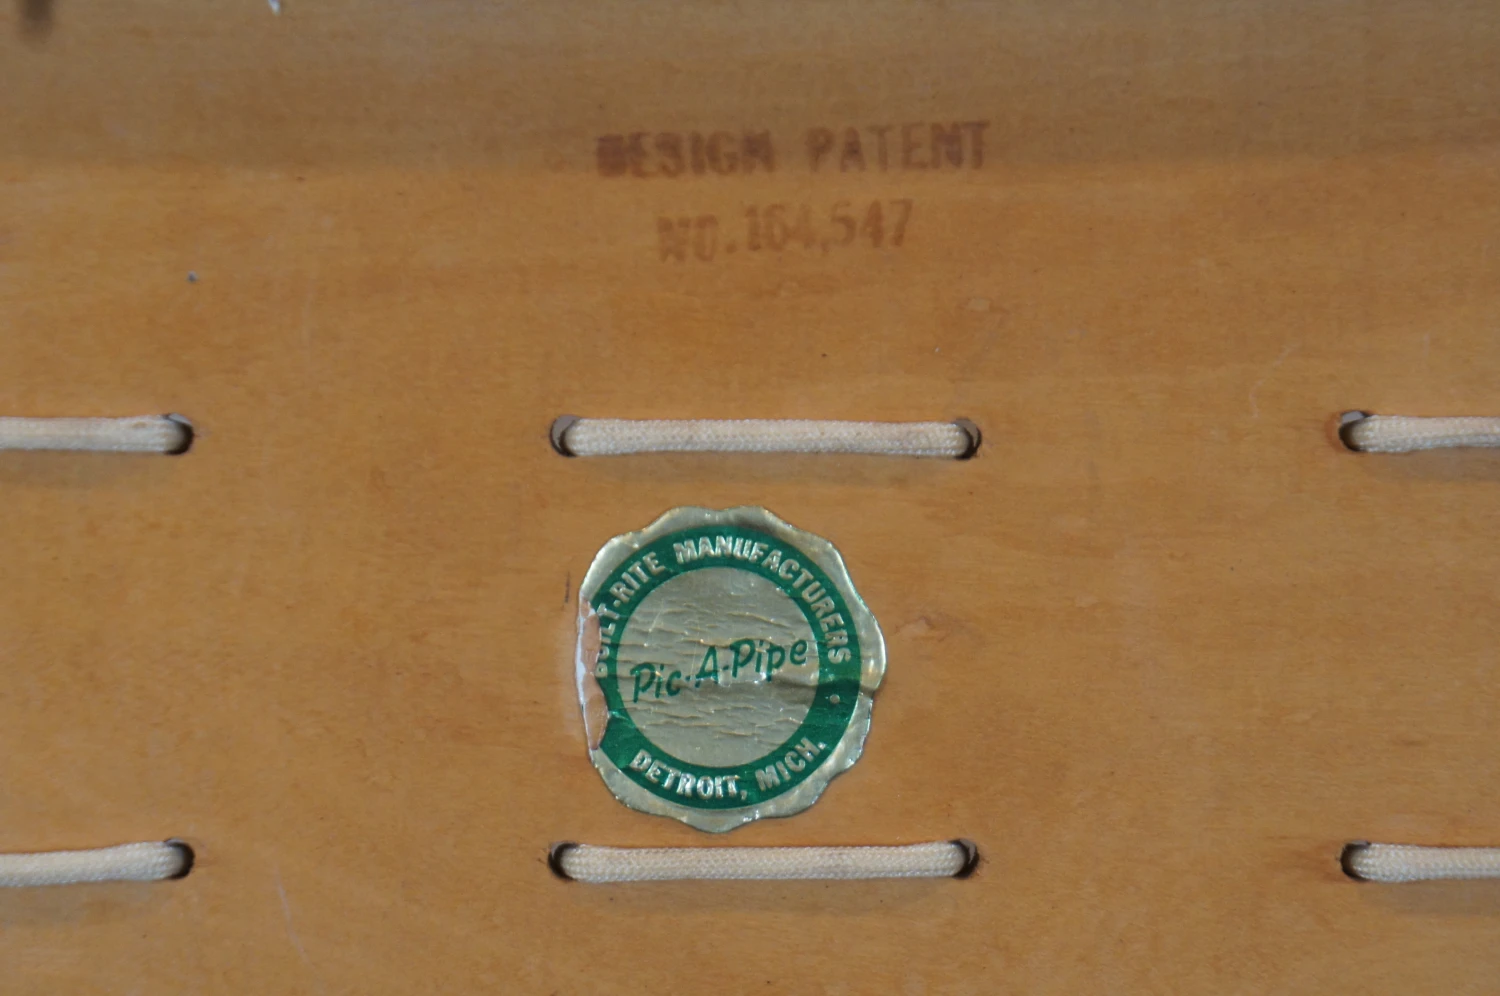 DESIGN PATENT
NO. 164,547
BUILT-RITE MANUFACTURERS
Pic-A-Pipe
DETROIT, MICH.